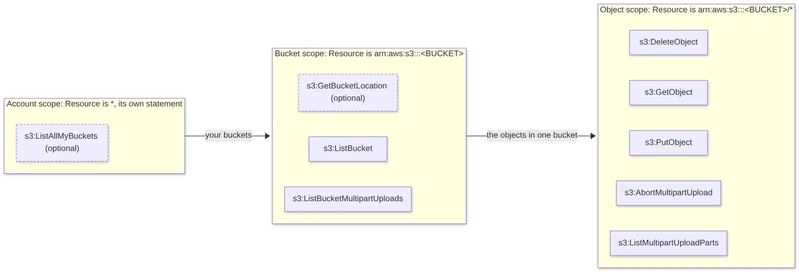 Account scope: Resource is *, its own statement
s3:ListAllMyBuckets
(optional)
your buckets
Bucket scope: Resource is arn:aws:s3:::<BUCKET>
s3:GetBucketLocation
(optional)
s3:ListBucket
s3:ListBucketMultipartUploads
the objects in one bucket
Object scope: Resource is arn:aws:s3:::<BUCKET>/*
s3:DeleteObject
s3:GetObject
s3:PutObject
s3:AbortMultipartUpload
s3:ListMultipartUploadParts